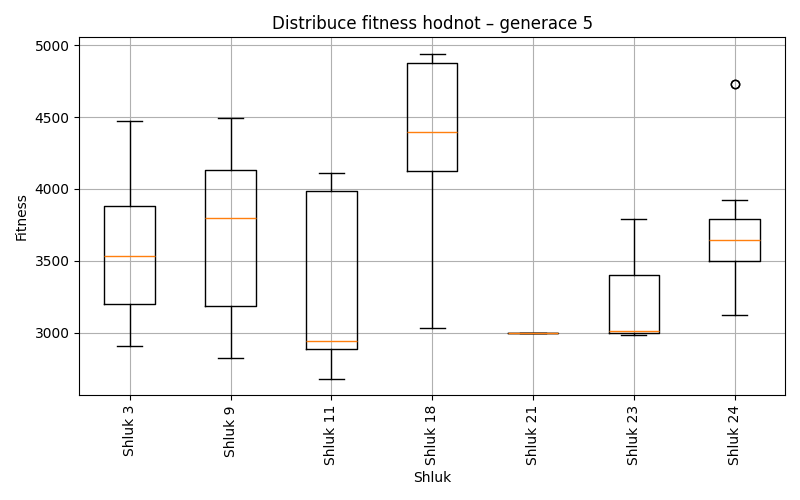 Distribuce fitness hodnot – generace 5
Fitness
5000
4500
4000
3500
3000
Shluk 3
Shluk 9
Shluk 11
Shluk 18
Shluk 21
Shluk 23
Shluk 24
Shluk